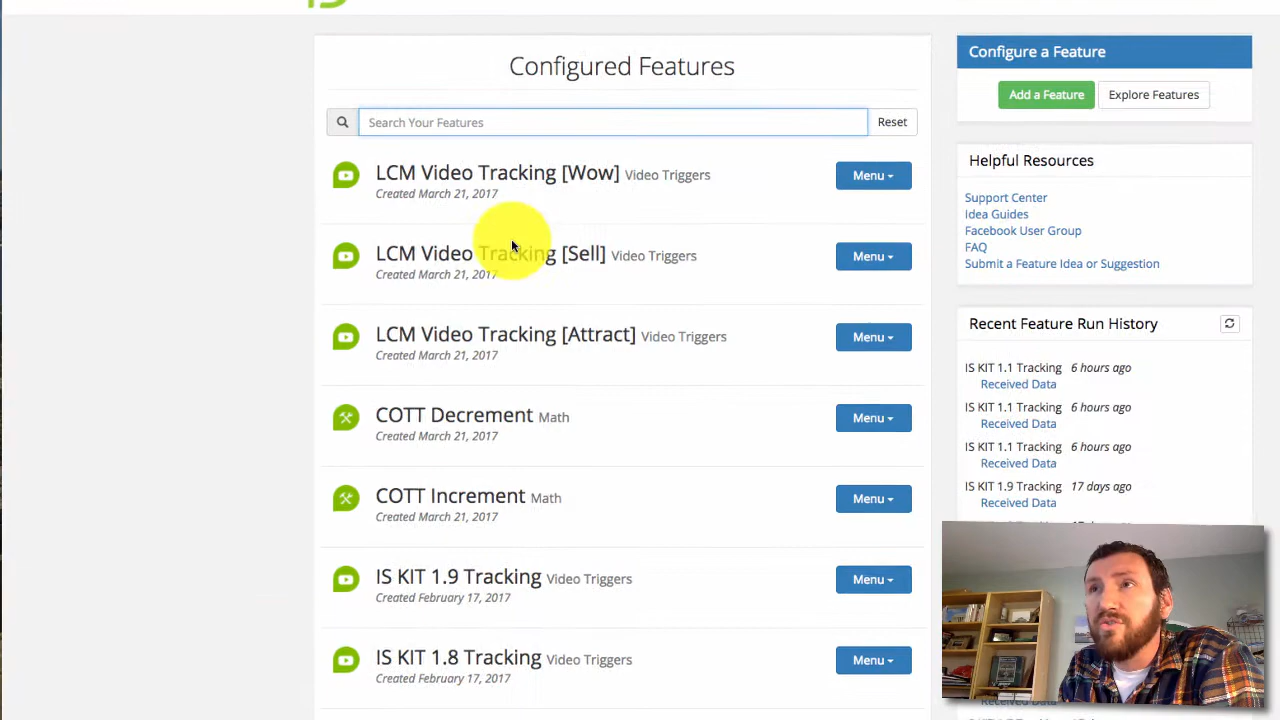 Configured Features
Search Your Features
Reset
LCM Video Tracking [Wow] Video Triggers
Created March 21, 2017
Menu
LCM Video Tracking [Sell] Video Triggers
Created March 21, 2017
Menu
LCM Video Tracking [Attract] Video Triggers
Created March 21, 2017
Menu
COTT Decrement Math
Created March 21, 2017
Menu
COTT Increment Math
Created March 21, 2017
Menu
IS KIT 1.9 Tracking Video Triggers
Created February 17, 2017
Menu
IS KIT 1.8 Tracking Video Triggers
Created February 17, 2017
Menu
Configure a Feature
Add a Feature
Explore Features
Helpful Resources
Support Center
Idea Guides
Facebook User Group
FAQ
Submit a Feature Idea or Suggestion
Recent Feature Run History
IS KIT 1.1 Tracking 6 hours ago
Received Data
IS KIT 1.1 Tracking 6 hours ago
Received Data
IS KIT 1.1 Tracking 6 hours ago
Received Data
IS KIT 1.9 Tracking 17 days ago
Received Data